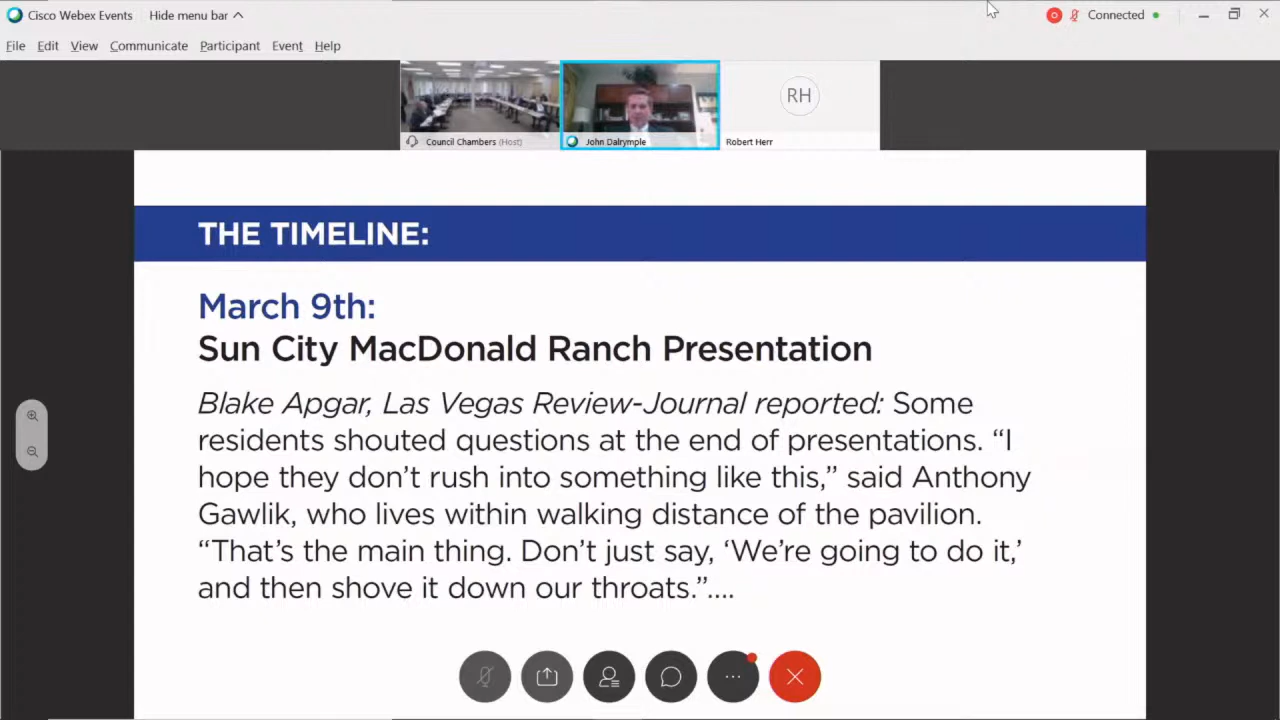 Cisco Webex Events Hide menu bar Connected
File Edit View Communicate Participant Event Help
RH
Council Chambers (Host) John Dalrymple Robert Herr
THE TIMELINE:
March 9th:
Sun City MacDonald Ranch Presentation
Blake Apgar, Las Vegas Review-Journal reported: Some
residents shouted questions at the end of presentations. “I
hope they don’t rush into something like this,” said Anthony
Gawlik, who lives within walking distance of the pavilion.
“That’s the main thing. Don’t just say, ‘We’re going to do it,’
and then shove it down our throats.”....